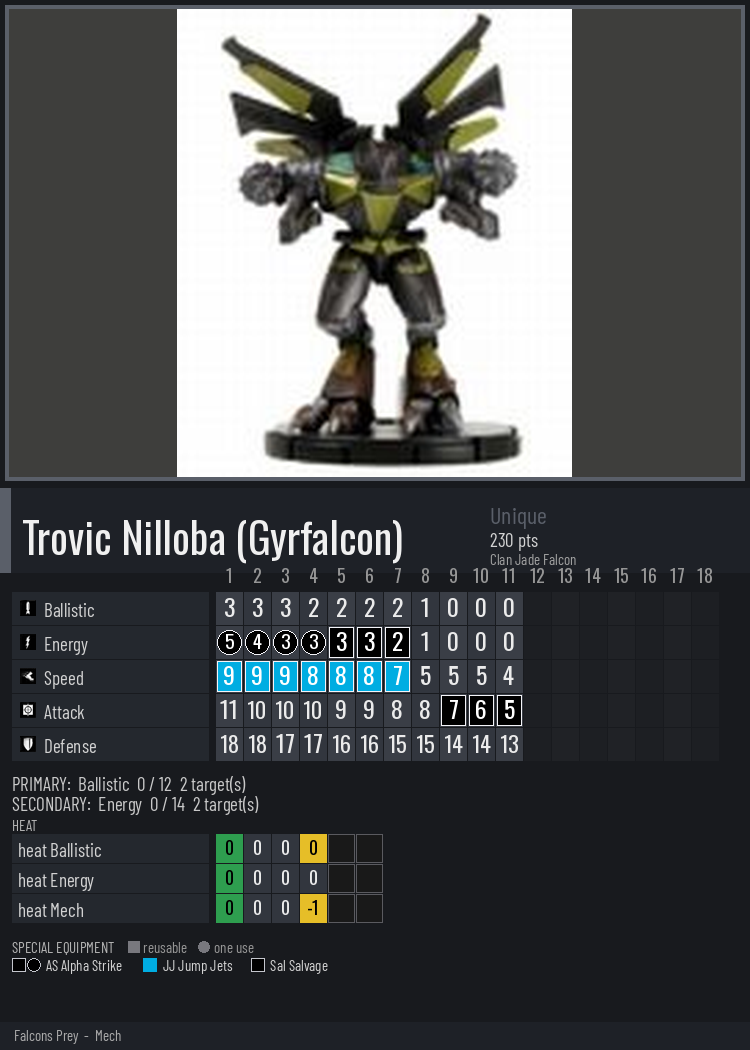 Trovic Nilloba (Gyrfalcon)
Unique
230 pts
Clan Jade Falcon
1 2 3 4 5 6 7 8 9 10 11 12 13 14 15 16 17 18
Ballistic 3 3 3 2 2 2 2 1 0 0 0
Energy 5 4 3 3 3 3 2 1 0 0 0
Speed 9 9 9 8 8 8 7 5 5 5 4
Attack 11 10 10 10 9 9 8 8 7 6 5
Defense 18 18 17 17 16 16 15 15 14 14 13
PRIMARY: Ballistic 0 / 12 2 target(s)
SECONDARY: Energy 0 / 14 2 target(s)
HEAT
heat Ballistic 0 0 0 0
heat Energy 0 0 0 0
heat Mech 0 0 0 -1
SPECIAL EQUIPMENT reusable one use
AS Alpha Strike JJ Jump Jets Sal Salvage
Falcons Prey - Mech